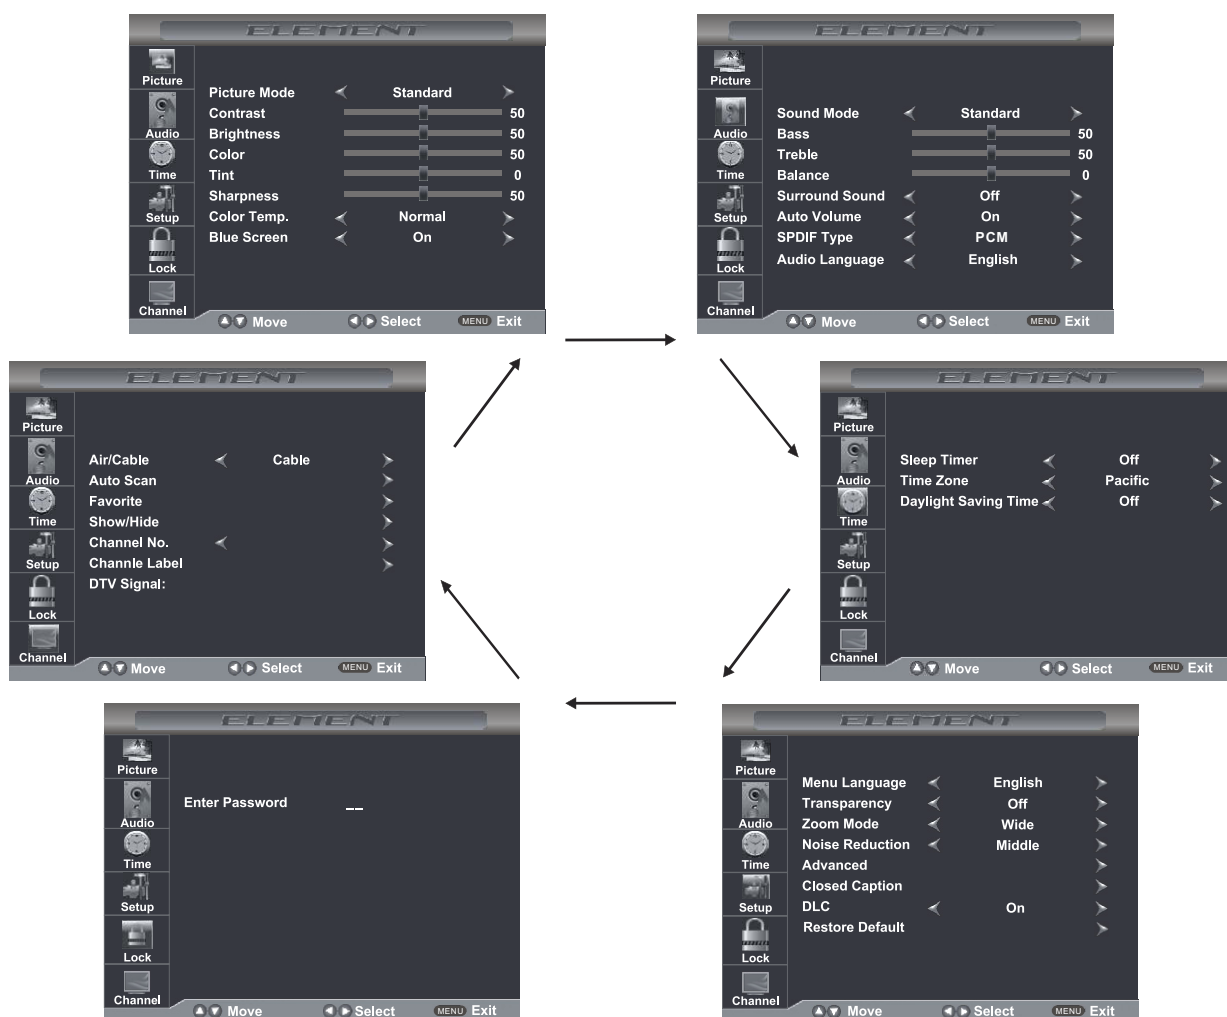 ELEMENT
Picture
Audio
Time
Setup
Lock
Channel
Picture Mode Standard
Contrast 50
Brightness 50
Color 50
Tint 0
Sharpness 50
Color Temp. Normal
Blue Screen On
Move Select MENU Exit
ELEMENT
Picture
Audio
Time
Setup
Lock
Channel
Sound Mode Standard
Bass 50
Treble 50
Balance 0
Surround Sound Off
Auto Volume On
SPDIF Type PCM
Audio Language English
Move Select MENU Exit
ELEMENT
Picture
Audio
Time
Setup
Lock
Channel
Air/Cable Cable
Auto Scan
Favorite
Show/Hide
Channel No.
Channle Label
DTV Signal:
Move Select MENU Exit
ELEMENT
Picture
Audio
Time
Setup
Lock
Channel
Sleep Timer Off
Time Zone Pacific
Daylight Saving Time Off
Move Select MENU Exit
ELEMENT
Picture
Audio
Time
Setup
Lock
Channel
Enter Password _ _
Move Select MENU Exit
ELEMENT
Picture
Audio
Time
Setup
Lock
Channel
Menu Language English
Transparency Off
Zoom Mode Wide
Noise Reduction Middle
Advanced
Closed Caption
DLC On
Restore Default
Move Select MENU Exit